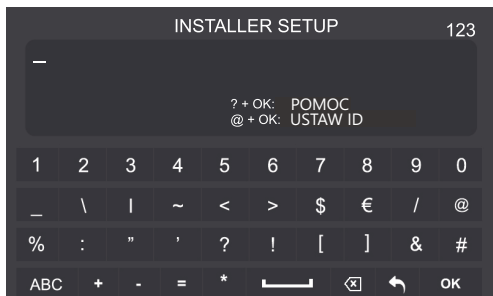 INSTALLER SETUP 123
_
? + OK: POMOC
@ + OK: USTAW ID
1 2 3 4 5 6 7 8 9 0
_ \ | ~ < > $ € / @
% : ” ’ ? ! [ ] & #
ABC + - = * OK